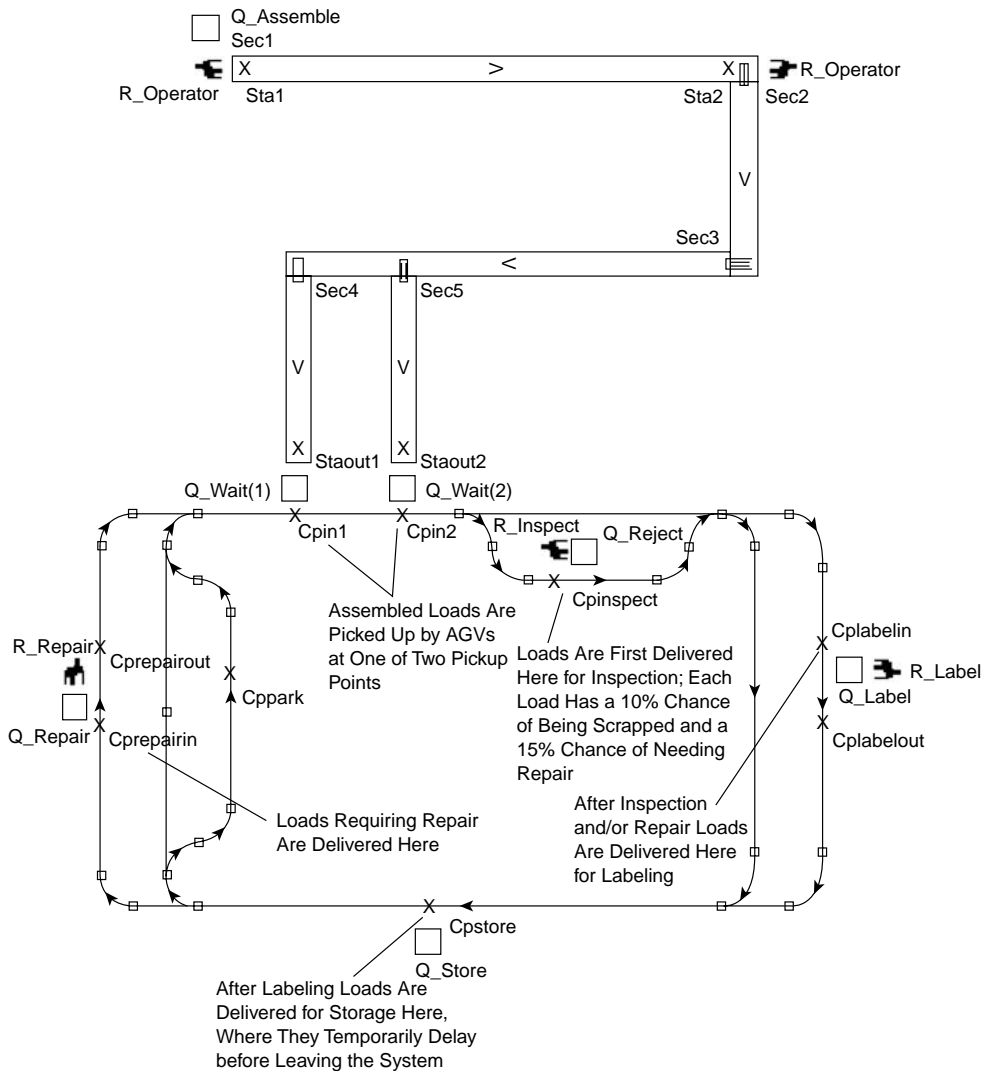 Q_Assemble
Sec1
X
>
X
R_Operator
R_Operator
Sta1
Sta2
Sec2
V
Sec3
<
Sec4
Sec5
V
V
X
X
Staout1
Staout2
Q_Wait(1)
Q_Wait(2)
X
X
Cpin1
Cpin2
R_Inspect
Q_Reject
X
Cpinspect
Assembled Loads Are
Picked Up by AGVs
at One of Two Pickup
Points
Loads Are First Delivered
Here for Inspection; Each
Load Has a 10% Chance
of Being Scrapped and a
15% Chance of Needing
Repair
X
Cplabelin
R_Label
Q_Label
X
Cplabelout
R_Repair
X
Cprepairout
X
Cppark
Q_Repair
X
Cprepairin
Loads Requiring Repair
Are Delivered Here
After Inspection
and/or Repair Loads
Are Delivered Here
for Labeling
X
Cpstore
Q_Store
After Labeling Loads Are
Delivered for Storage Here,
Where They Temporarily Delay
before Leaving the System